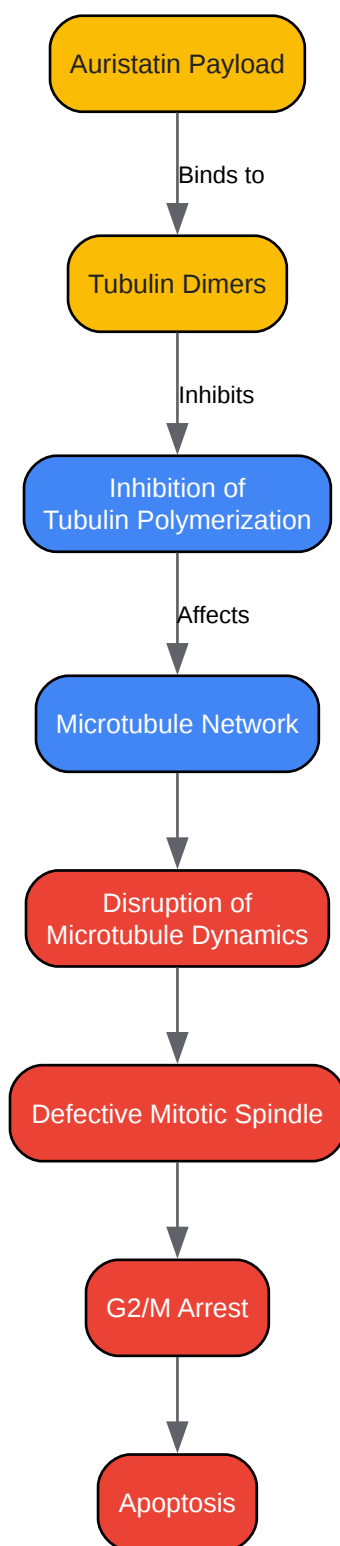 Auristatin Payload
Binds to
Tubulin Dimers
Inhibits
Inhibition of
Tubulin Polymerization
Affects
Microtubule Network
Disruption of
Microtubule Dynamics
Defective Mitotic Spindle
G2/M Arrest
Apoptosis